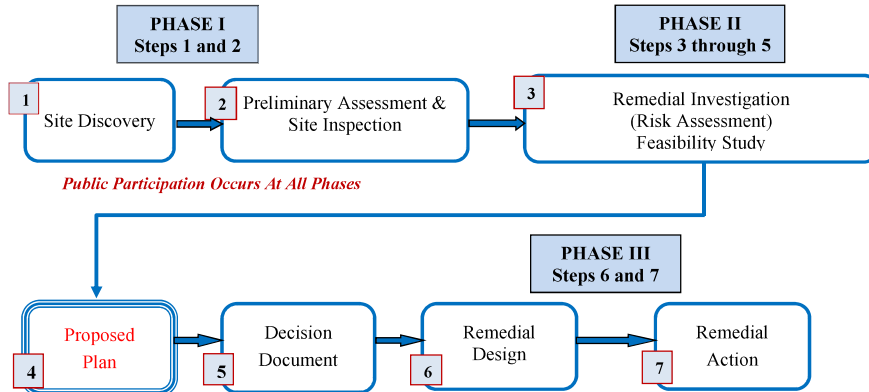 PHASE I
Steps 1 and 2
PHASE II
Steps 3 through 5
1
Site Discovery
2
Preliminary Assessment &
Site Inspection
3
Remedial Investigation
(Risk Assessment)
Feasibility Study
Public Participation Occurs At All Phases
PHASE III
Steps 6 and 7
Proposed
Plan
4
Decision
Document
5
Remedial
Design
6
Remedial
Action
7